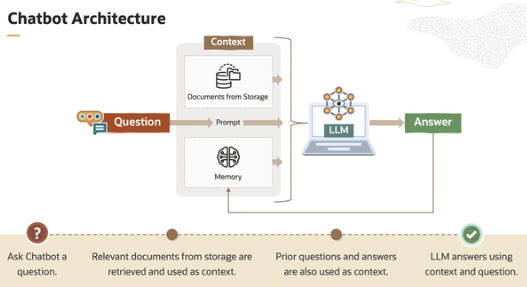 Chatbot Architecture
Context
Documents from Storage
Question
Prompt
LLM
Answer
Memory
?
Ask Chatbot a
question.
Relevant documents from storage are
retrieved and used as context.
Prior questions and answers
are also used as context.
LLM answers using
context and question.